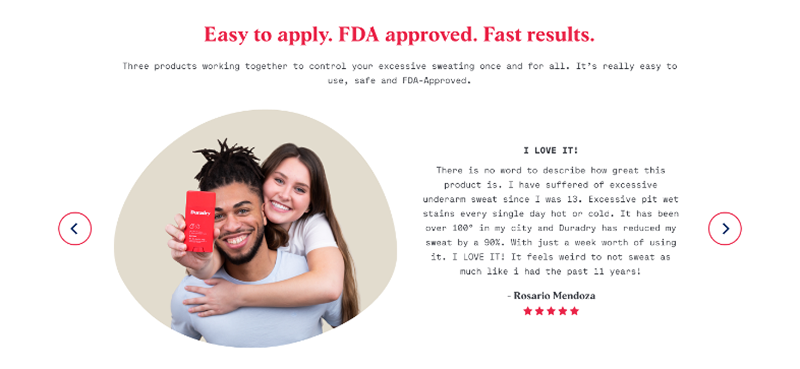 Easy to apply. FDA approved. Fast results.
Three products working together to control your excessive sweating once and for all. It's really easy to
use, safe and FDA-Approved.
Duradry
I LOVE IT!
There is no word to describe how great this
product is. I have suffered of excessive
underarm sweat since I was 13. Excessive pit wet
stains every single day hot or cold. It has been
over 100° in my city and Duradry has reduced my
sweat by a 90%. With just a week worth of using
it. I LOVE IT! It feels weird to not sweat as
much like i had the past 11 years!
- Rosario Mendoza